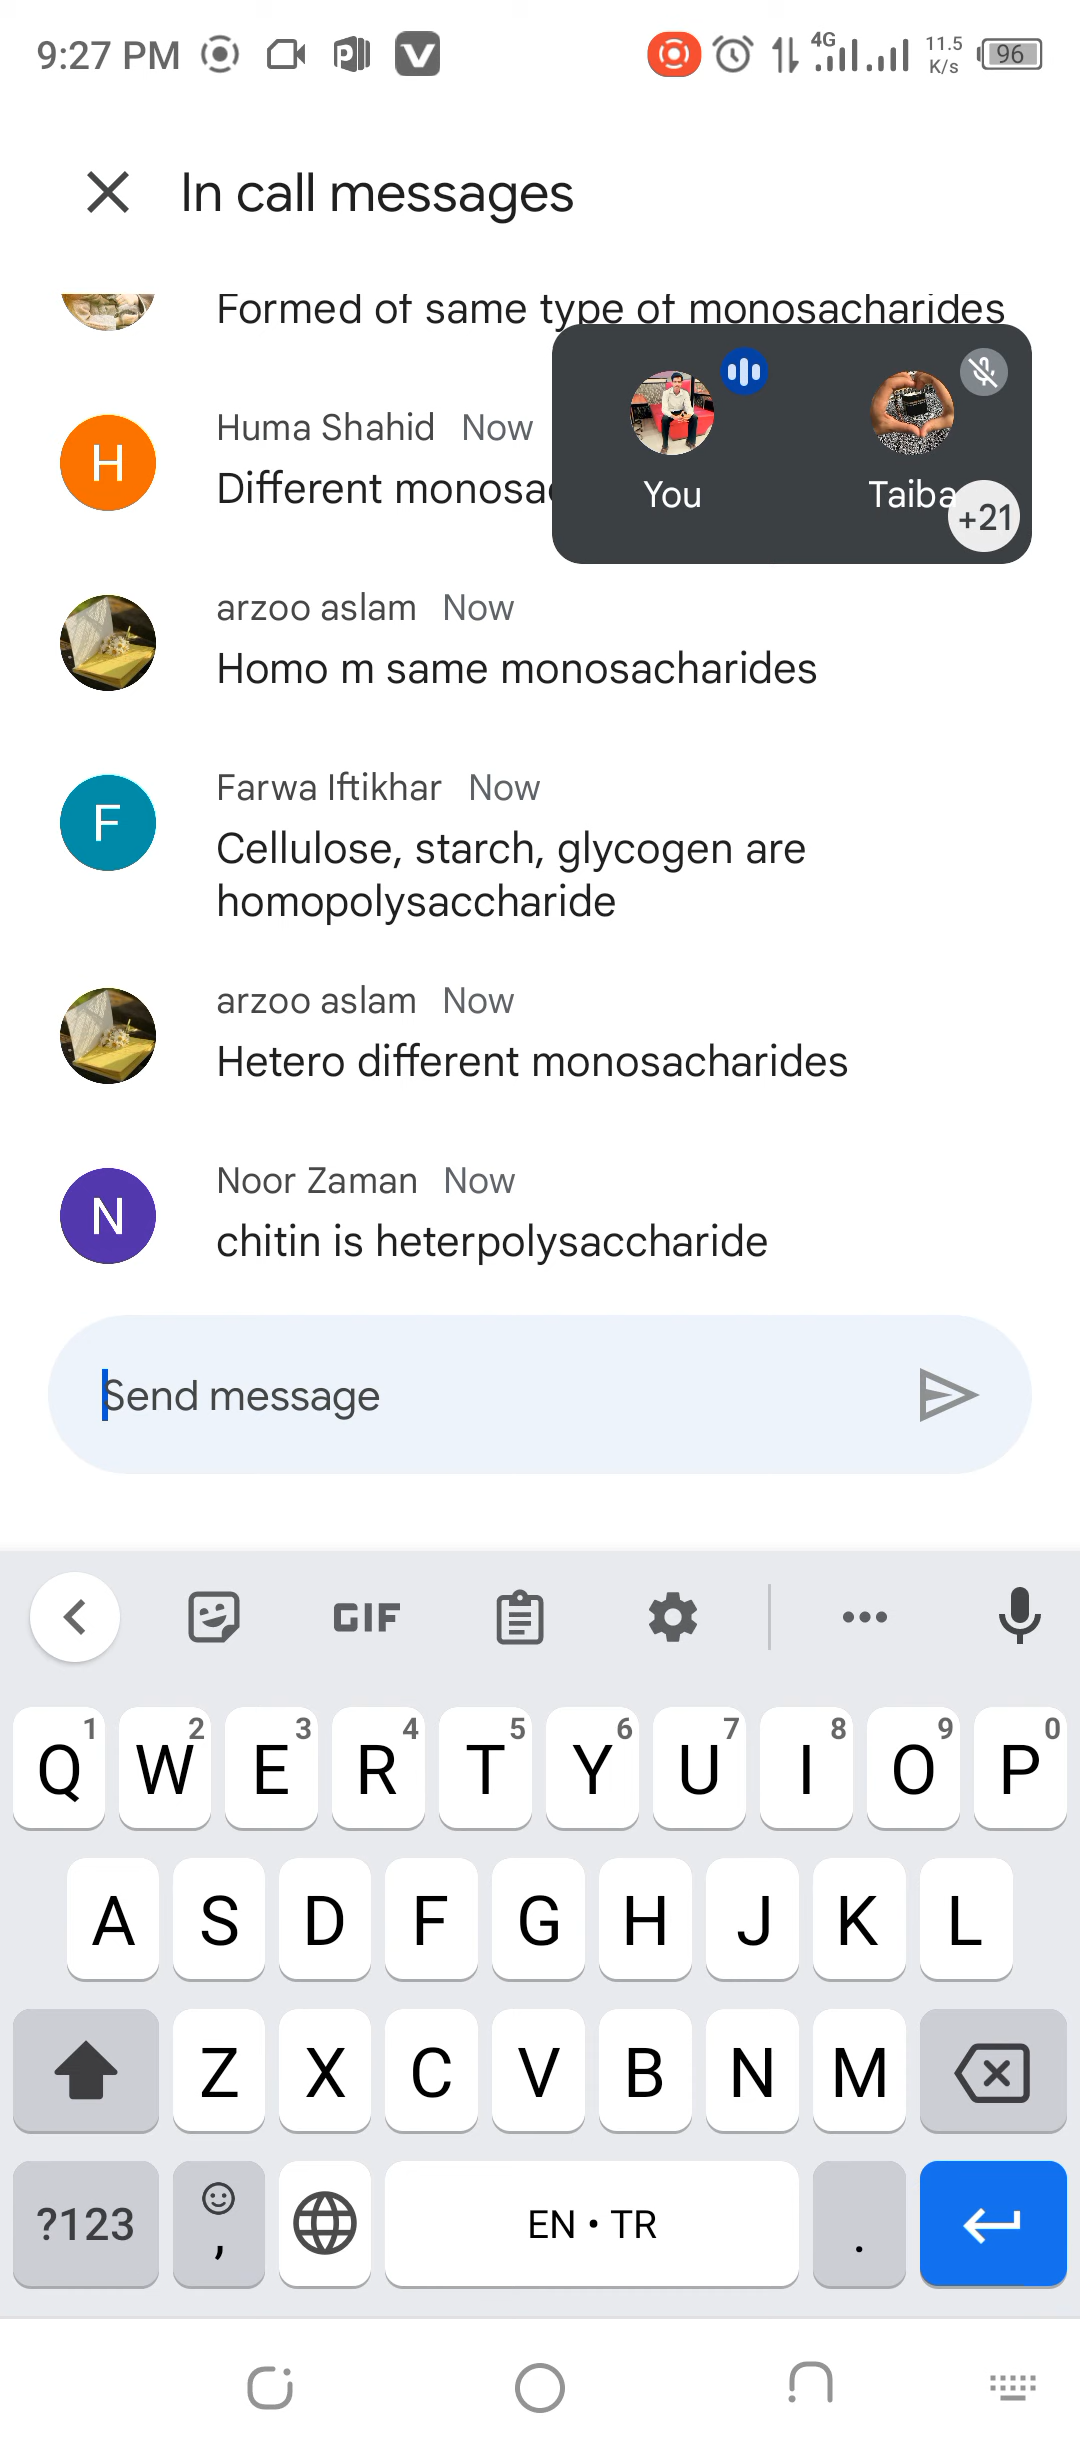 9:27 PM
4G
11.5
K/s
96
In call messages
Formed of same type of monosacharides
Huma Shahid Now
Different
You
Taiba
+21
arzoo aslam Now
Homo m same monosacharides
F
Farwa Iftikhar Now
Cellulose, starch, glycogen are
homopolysaccharide
arzoo aslam Now
Hetero different monosacharides
N
Noor Zaman Now
chitin is heterpolysaccharide
Send message
GIF
1 2 3 4 5 6 7 8 9 0
Q W E R T Y U I O P
A S D F G H J K L
Z X C V B N M
?123 , EN • TR .